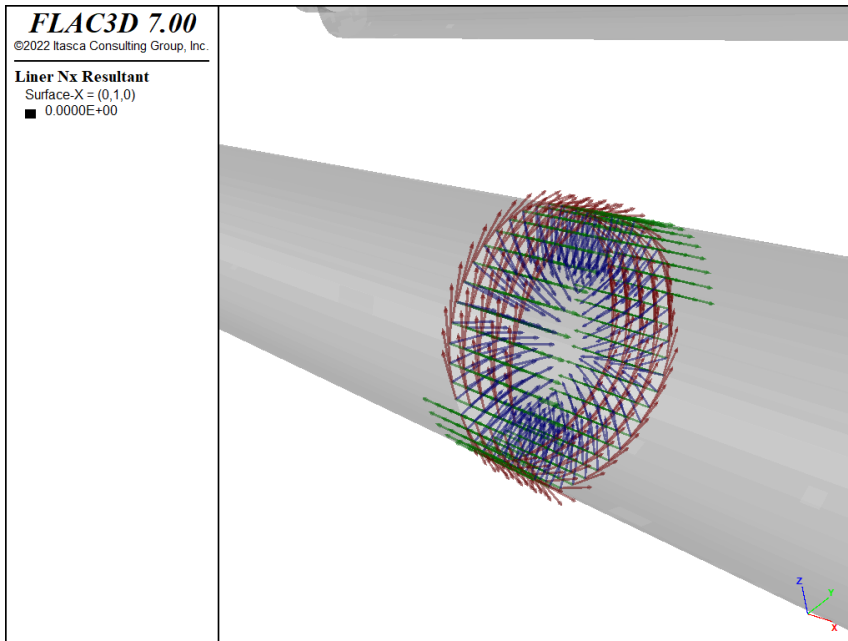 FLAC3D 7.00
©2022 Itasca Consulting Group, Inc.
Liner Nx Resultant
Surface-X = (0,1,0)
0.0000E+00
Z
Y
X